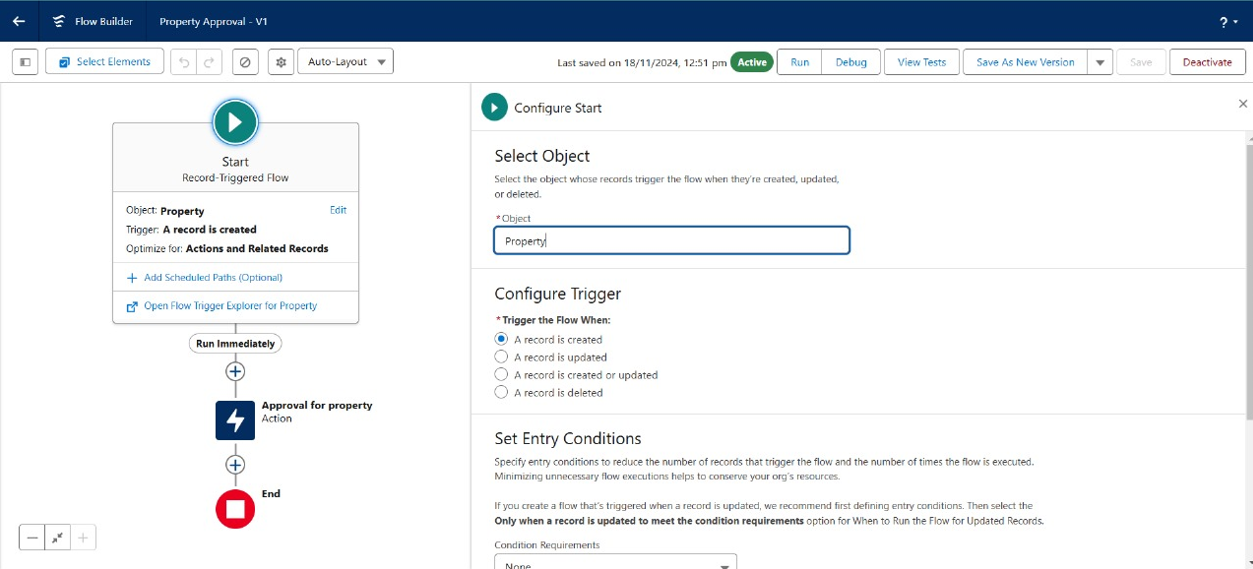 Flow Builder
Property Approval - V1
?
Select Elements
Auto-Layout
Last saved on 18/11/2024, 12:51 pm
Active
Run
Debug
View Tests
Save As New Version
Save
Deactivate
Start
Record-Triggered Flow
Object: Property
Edit
Trigger: A record is created
Optimize for: Actions and Related Records
+ Add Scheduled Paths (Optional)
Open Flow Trigger Explorer for Property
Run Immediately
Approval for property
Action
End
Configure Start
Select Object
Select the object whose records trigger the flow when they're created, updated,
or deleted.
*Object
Property
Configure Trigger
*Trigger the Flow When:
A record is created
A record is updated
A record is created or updated
A record is deleted
Set Entry Conditions
Specify entry conditions to reduce the number of records that trigger the flow and the number of times the flow is executed.
Minimizing unnecessary flow executions helps to conserve your org's resources.
If you create a flow that's triggered when a record is updated, we recommend first defining entry conditions. Then select the
Only when a record is updated to meet the condition requirements option for When to Run the Flow for Updated Records.
Condition Requirements
None